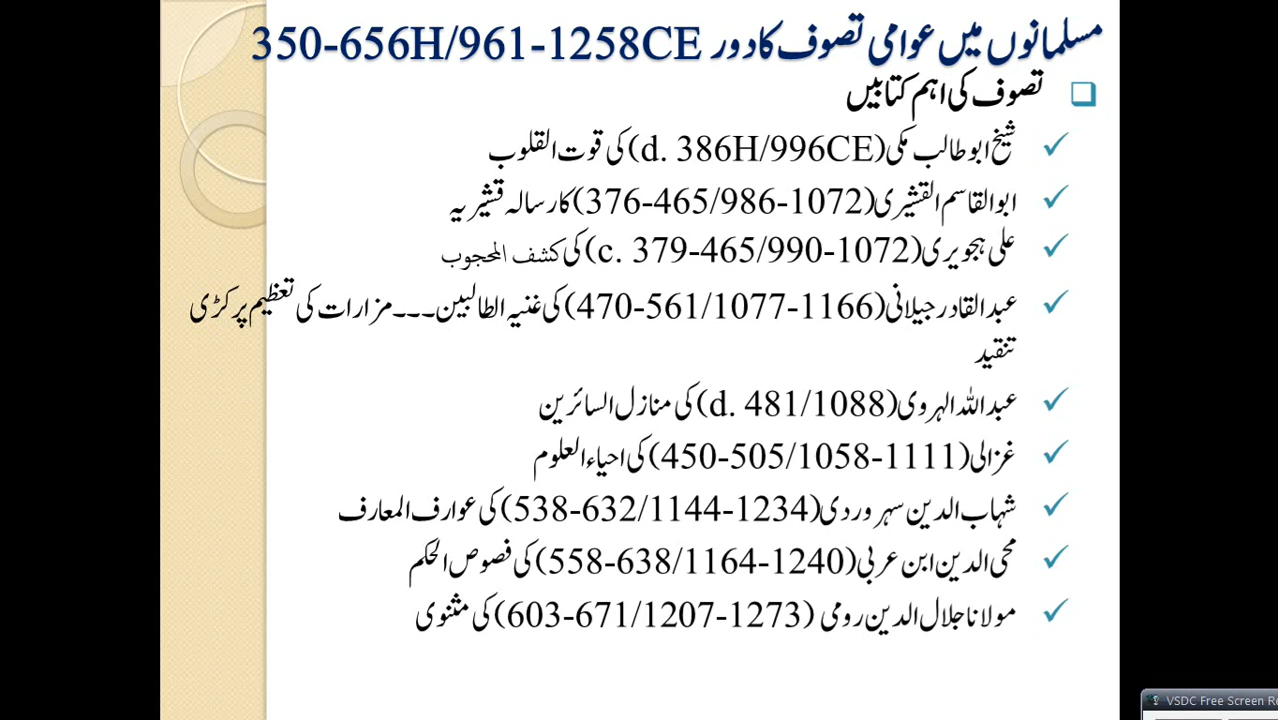 مسلمانوں میں عوامی تصوف کا دور 350-656H/961-1258CE
تصوف کی اہم کتابیں
شیخ ابو طالب مکی (d. 386H/996CE) کی قوت القلوب
ابو القاسم القشیری (376-465/986-1072) کا رسالہ قشیریہ
علی ہجویری (c. 379-465/990-1072) کی کشف المحجوب
عبد القادر جیلانی (470-561/1077-1166) کی غنیہ الطالبین۔۔۔ مزارات کی تعظیم پر کڑی
تنقید
عبد اللہ الہروی (d. 481/1088) کی منازل السائرین
غزالی (450-505/1058-1111) کی احیاء العلوم
شہاب الدین سہروردی (538-632/1144-1234) کی عوارف المعارف
محی الدین ابن عربی (558-638/1164-1240) کی فصوص الحکم
مولانا جلال الدین رومی (603-671/1207-1273) کی مثنوی
VSDC Free Screen